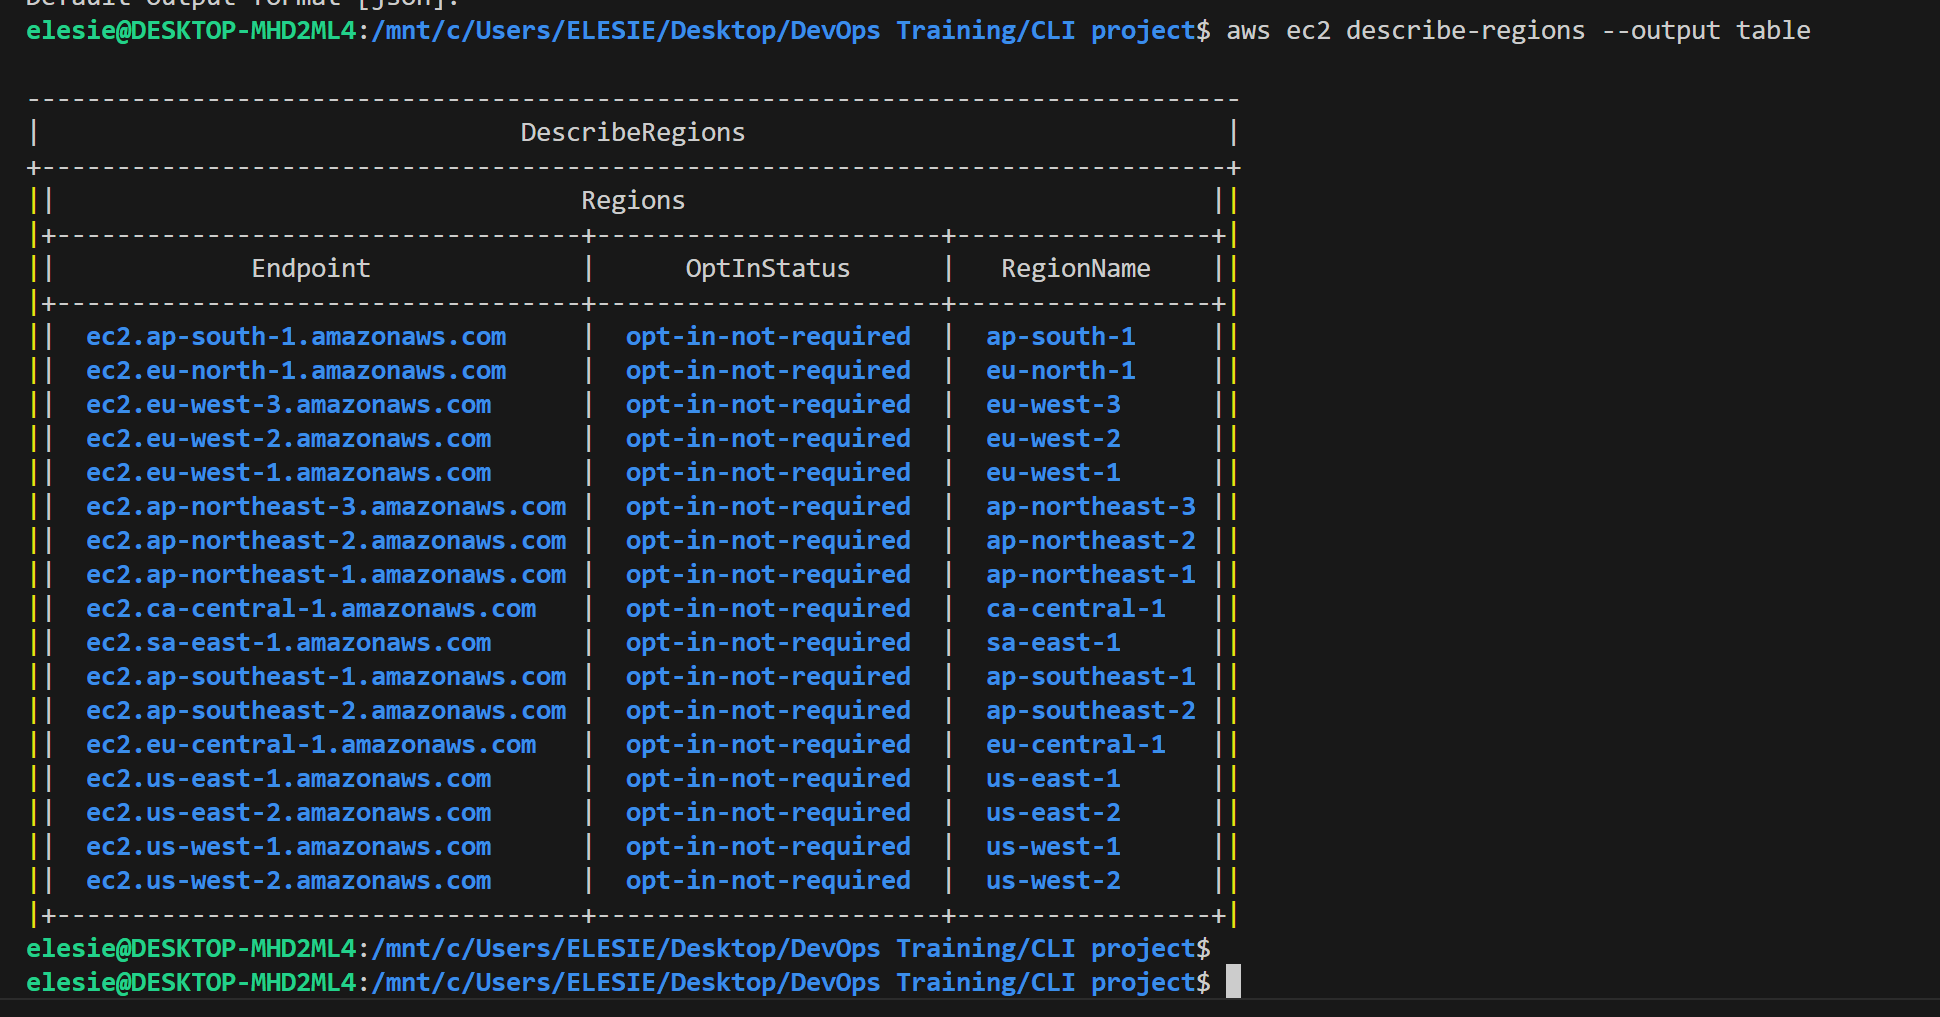 Default output format [json]:
elesie@DESKTOP-MHD2ML4:/mnt/c/Users/ELESIE/Desktop/DevOps Training/CLI project$ aws ec2 describe-regions --output table
---------------------------------------------------------------------------------
|                                DescribeRegions                                |
+-------------------------------------------------------------------------------+
||                                   Regions                                   ||
|+-----------------------------------+-----------------------+-----------------+|
||             Endpoint              |      OptInStatus      |   RegionName    ||
|+-----------------------------------+-----------------------+-----------------+|
||  ec2.ap-south-1.amazonaws.com     |  opt-in-not-required  |  ap-south-1     ||
||  ec2.eu-north-1.amazonaws.com     |  opt-in-not-required  |  eu-north-1     ||
||  ec2.eu-west-3.amazonaws.com      |  opt-in-not-required  |  eu-west-3      ||
||  ec2.eu-west-2.amazonaws.com      |  opt-in-not-required  |  eu-west-2      ||
||  ec2.eu-west-1.amazonaws.com      |  opt-in-not-required  |  eu-west-1      ||
||  ec2.ap-northeast-3.amazonaws.com |  opt-in-not-required  |  ap-northeast-3 ||
||  ec2.ap-northeast-2.amazonaws.com |  opt-in-not-required  |  ap-northeast-2 ||
||  ec2.ap-northeast-1.amazonaws.com |  opt-in-not-required  |  ap-northeast-1 ||
||  ec2.ca-central-1.amazonaws.com   |  opt-in-not-required  |  ca-central-1   ||
||  ec2.sa-east-1.amazonaws.com      |  opt-in-not-required  |  sa-east-1      ||
||  ec2.ap-southeast-1.amazonaws.com |  opt-in-not-required  |  ap-southeast-1 ||
||  ec2.ap-southeast-2.amazonaws.com |  opt-in-not-required  |  ap-southeast-2 ||
||  ec2.eu-central-1.amazonaws.com   |  opt-in-not-required  |  eu-central-1   ||
||  ec2.us-east-1.amazonaws.com      |  opt-in-not-required  |  us-east-1      ||
||  ec2.us-east-2.amazonaws.com      |  opt-in-not-required  |  us-east-2      ||
||  ec2.us-west-1.amazonaws.com      |  opt-in-not-required  |  us-west-1      ||
||  ec2.us-west-2.amazonaws.com      |  opt-in-not-required  |  us-west-2      ||
|+-----------------------------------+-----------------------+-----------------+|
elesie@DESKTOP-MHD2ML4:/mnt/c/Users/ELESIE/Desktop/DevOps Training/CLI project$
elesie@DESKTOP-MHD2ML4:/mnt/c/Users/ELESIE/Desktop/DevOps Training/CLI project$